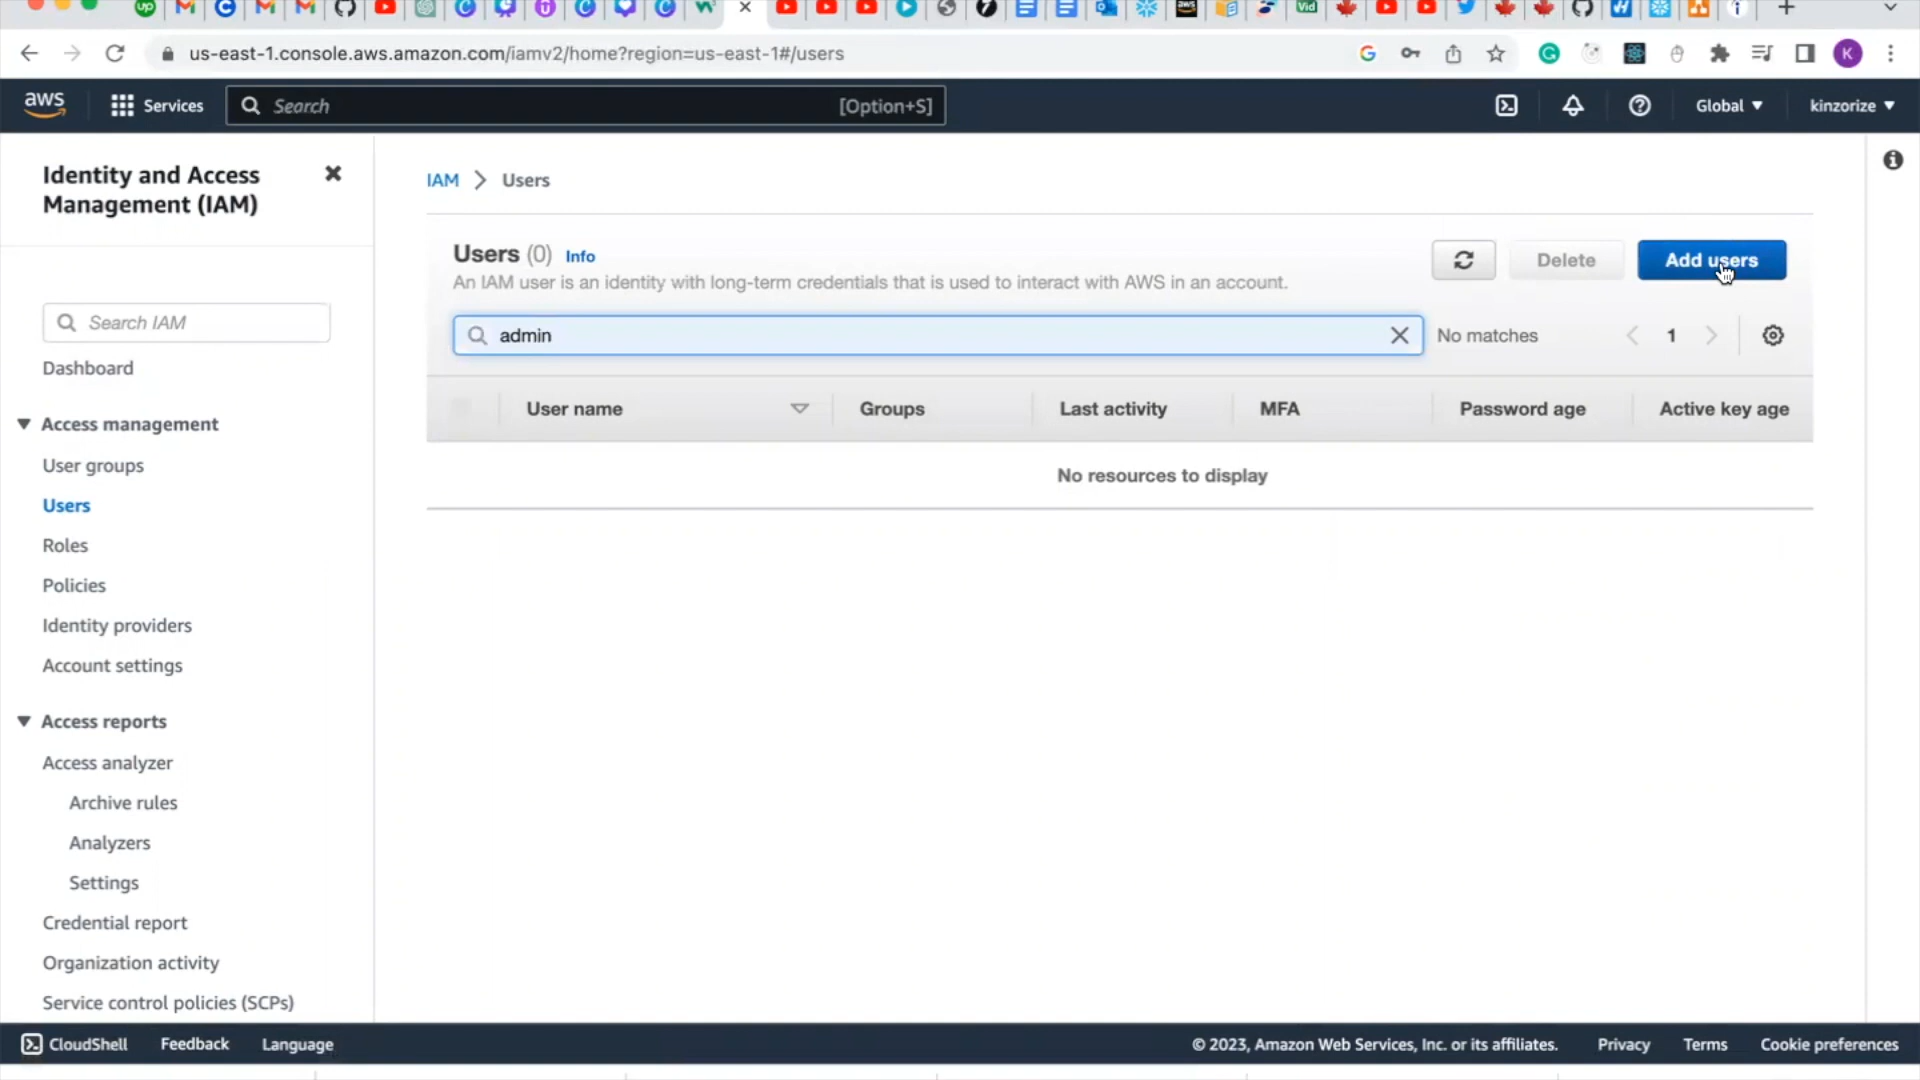 us-east-1.console.aws.amazon.com/iamv2/home?region=us-east-1#/users
aws
Services
Search
[Option+S]
Global
kinzorize
Identity and Access
Management (IAM)
Search IAM
Dashboard
Access management
User groups
Users
Roles
Policies
Identity providers
Account settings
Access reports
Access analyzer
Archive rules
Analyzers
Settings
Credential report
Organization activity
Service control policies (SCPs)
IAM > Users
Users (0) Info
An IAM user is an identity with long-term credentials that is used to interact with AWS in an account.
Delete
Add users
admin
No matches
1
User name
Groups
Last activity
MFA
Password age
Active key age
No resources to display
CloudShell
Feedback
Language
© 2023, Amazon Web Services, Inc. or its affiliates.
Privacy
Terms
Cookie preferences